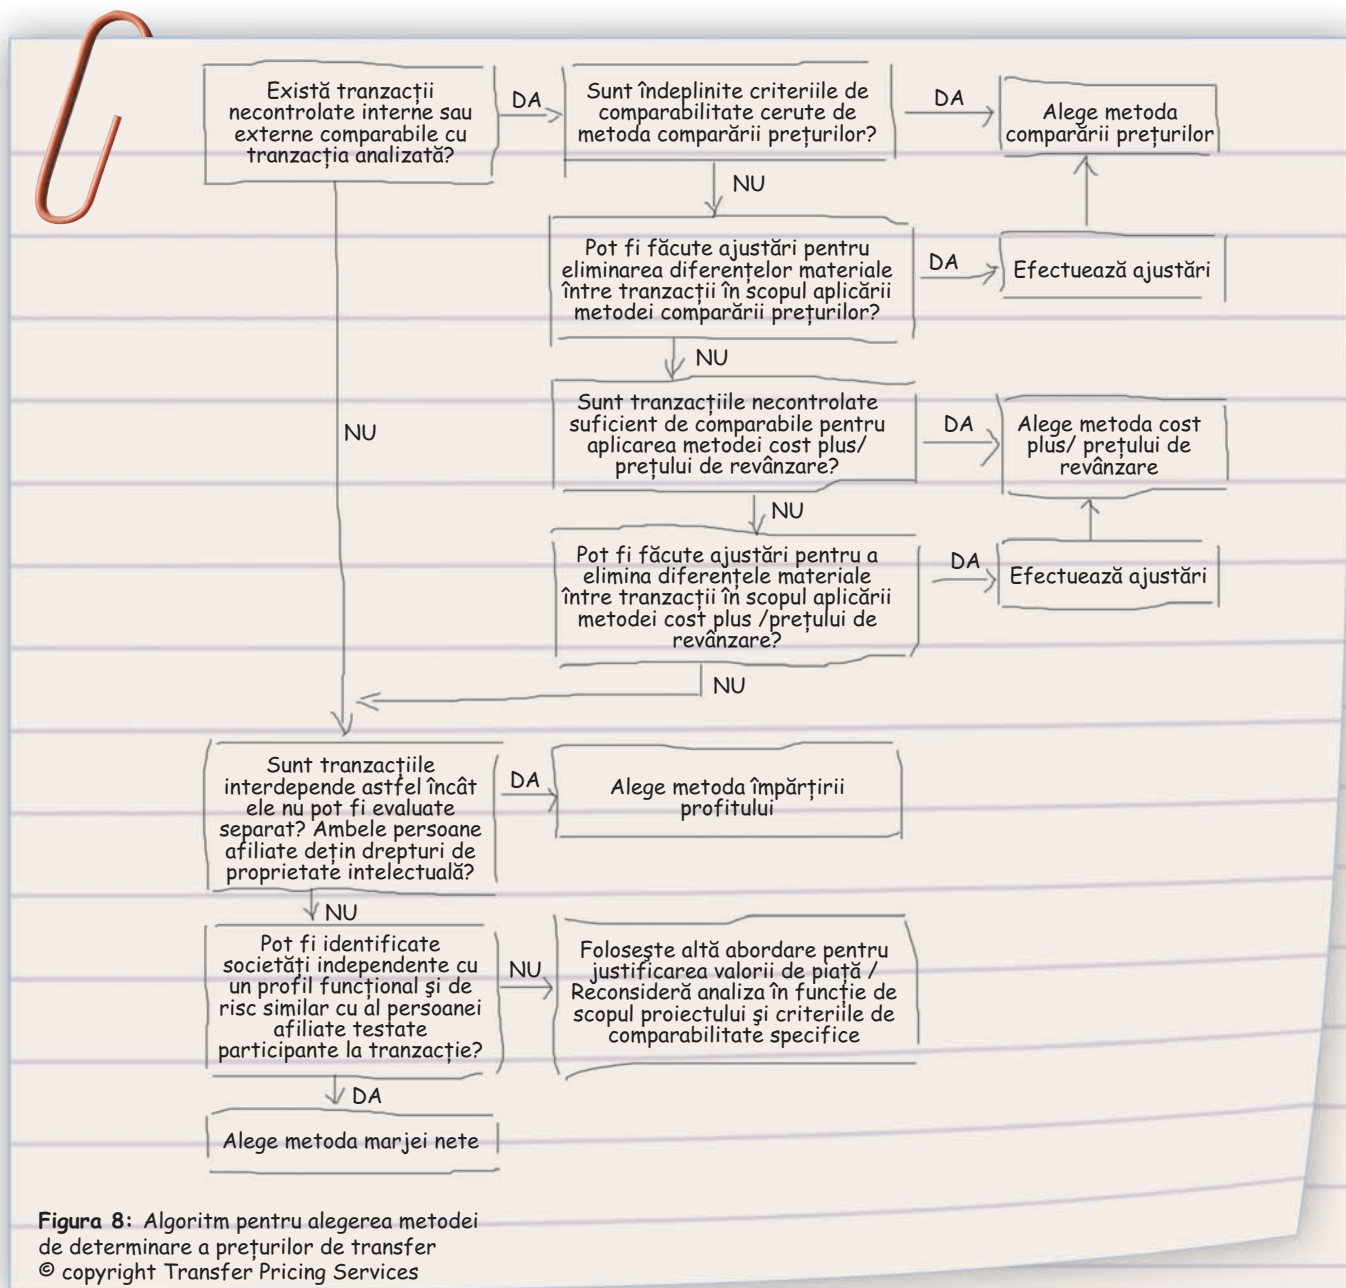 Există tranzacții
necontrolate interne sau
externe comparabile cu
tranzacția analizată?
DA
Sunt îndeplinite criteriile de
comparabilitate cerute de
metoda comparării prețurilor?
DA
Alege metoda
comparării prețurilor
NU
Pot fi făcute ajustări pentru
eliminarea diferențelor materiale
între tranzacții în scopul aplicării
metodei comparării prețurilor?
DA
Efectuează ajustări
NU
Sunt tranzacțiile necontrolate
suficient de comparabile pentru
aplicarea metodei cost plus/
prețului de revânzare?
DA
Alege metoda cost
plus/ prețului de
revânzare
NU
NU
Pot fi făcute ajustări pentru a
elimina diferențele materiale
între tranzacții în scopul aplicării
metodei cost plus /prețului de
revânzare?
DA
Efectuează ajustări
NU
Sunt tranzacțiile
interdepende astfel încât
ele nu pot fi evaluate
separat? Ambele persoane
afiliate dețin drepturi de
proprietate intelectuală?
DA
Alege metoda împărțirii
profitului
NU
Pot fi identificate
societăți independente cu
un profil funcțional şi de
risc similar cu al persoanei
afiliate testate
participante la tranzacție?
NU
Foloseşte altă abordare pentru
justificarea valorii de piață /
Reconsideră analiza în funcție de
scopul proiectului şi criteriile de
comparabilitate specifice
DA
Alege metoda marjei nete
Figura 8: Algoritm pentru alegerea metodei
de determinare a prețurilor de transfer
© copyright Transfer Pricing Services